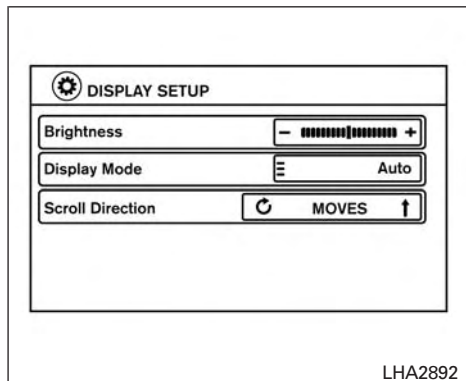 DISPLAY SETUP
Brightness - +
Display Mode Auto
Scroll Direction MOVES
LHA2892